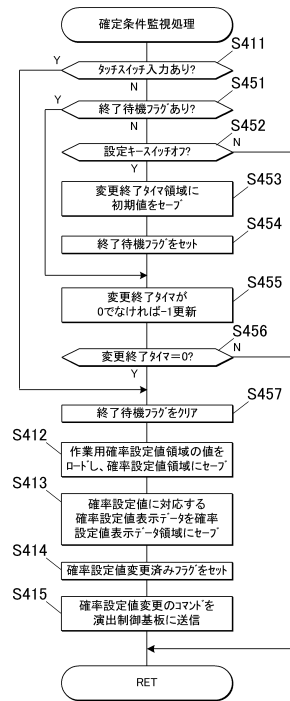 確定条件監視処理
S411
Y
タッチスイッチ入力あり?
N
S451
Y
終了待機フラグあり?
N
S452
設定キースイッチオフ?
N
Y
S453
変更終了タイマ領域に
初期値をセーブ
S454
終了待機フラグをセット
S455
変更終了タイマが
0でなければ-1更新
S456
変更終了タイマ=0?
N
Y
S457
終了待機フラグをクリア
S412
作業用確率設定値領域の値を
ロードし、確率設定値領域にセーブ
S413
確率設定値に対応する
確率設定値表示データを確率
設定値表示データ領域にセーブ
S414
確率設定値変更済みフラグをセット
S415
確率設定値変更のコマンドを
演出制御基板に送信
RET